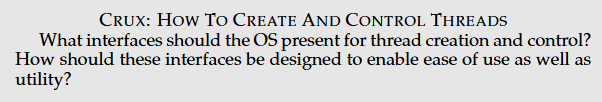 CRUX: HOW TO CREATE AND CONTROL THREADS
What interfaces should the OS present for thread creation and control?
How should these interfaces be designed to enable ease of use as well as
utility?